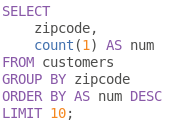 SELECT
    zipcode,
    count(1) AS num
FROM customers
GROUP BY zipcode
ORDER BY AS num DESC
LIMIT 10;